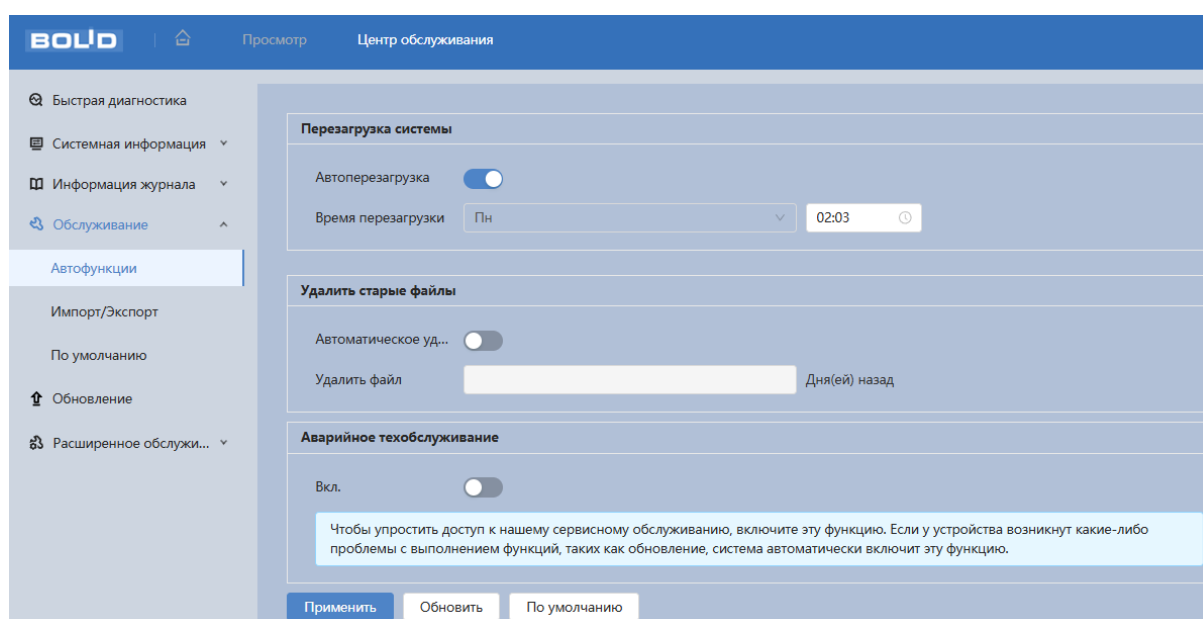 BOLID
Просмотр
Центр обслуживания
Быстрая диагностика
Системная информация
Информация журнала
Обслуживание
Автофункции
Импорт/Экспорт
По умолчанию
Обновление
Расширенное обслужи...
Перезагрузка системы
Автоперезагрузка
Время перезагрузки Пн 02:03
Удалить старые файлы
Автоматическое уд...
Удалить файл Дня(ей) назад
Аварийное техобслуживание
Вкл.
Чтобы упростить доступ к нашему сервисному обслуживанию, включите эту функцию. Если у устройства возникнут какие-либо
проблемы с выполнением функций, таких как обновление, система автоматически включит эту функцию.
Применить Обновить По умолчанию